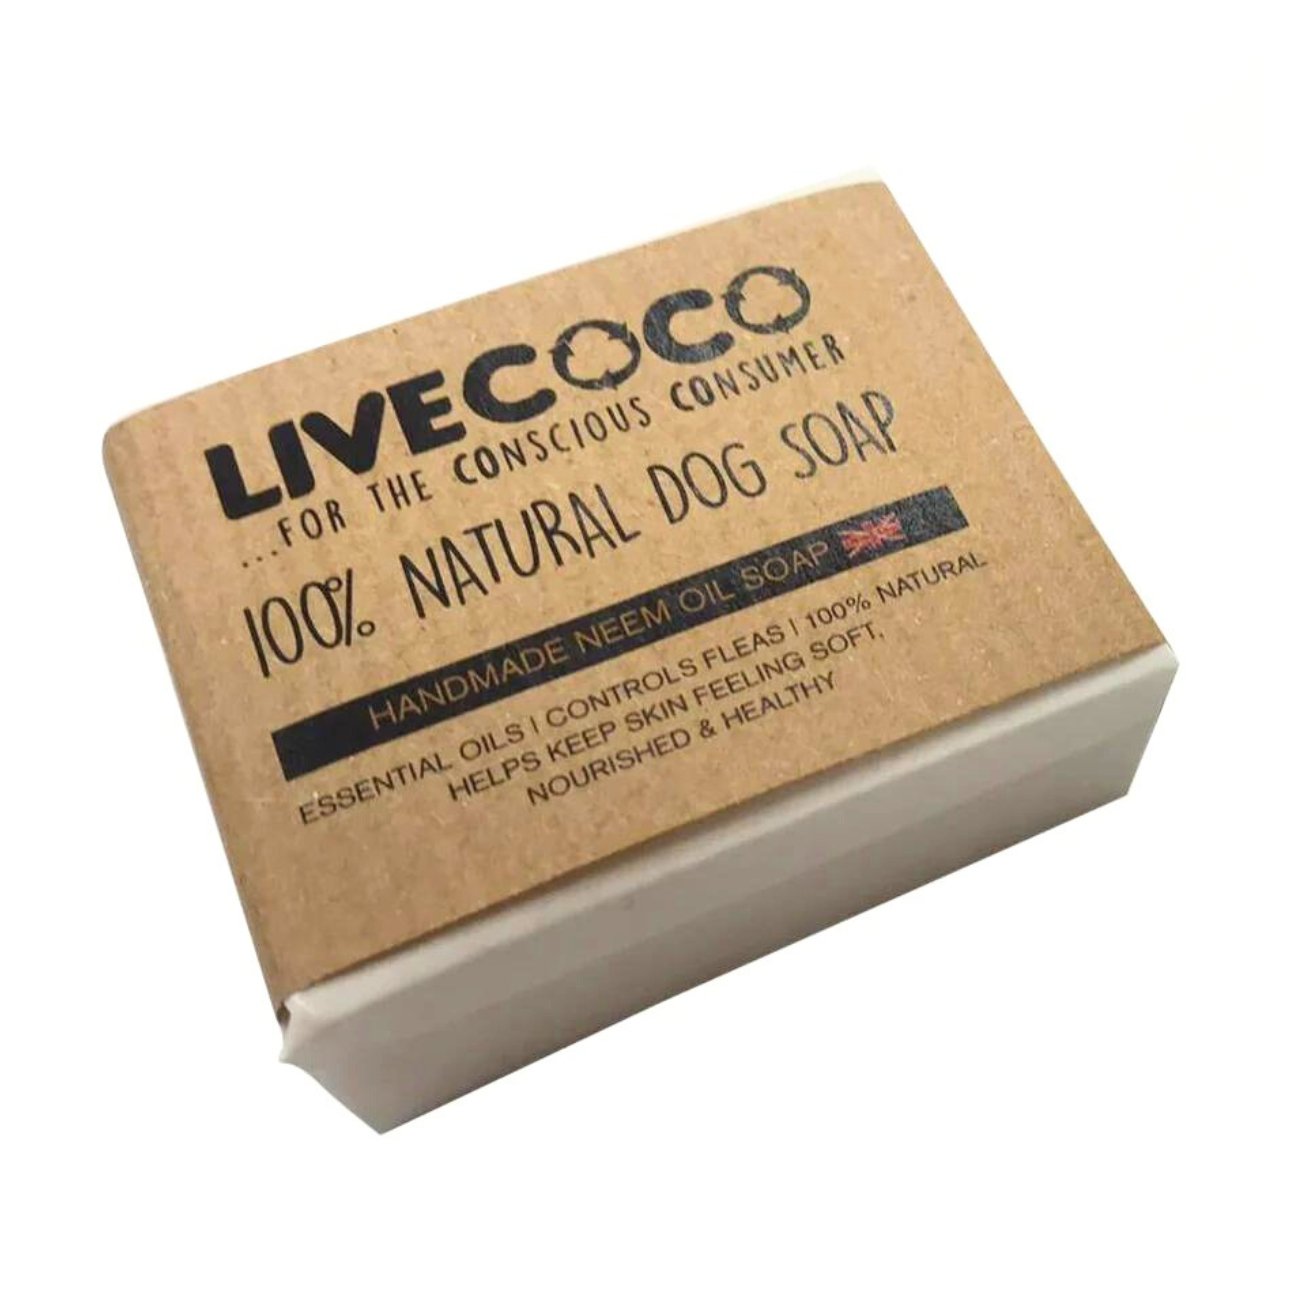 LIVECOCO
...FOR THE CONSCIOUS CONSUMER
100% NATURAL DOG SOAP
HANDMADE NEEM OIL SOAP
ESSENTIAL OILS | CONTROLS FLEAS | 100% NATURAL
HELPS KEEP SKIN FEELING SOFT,
NOURISHED & HEALTHY